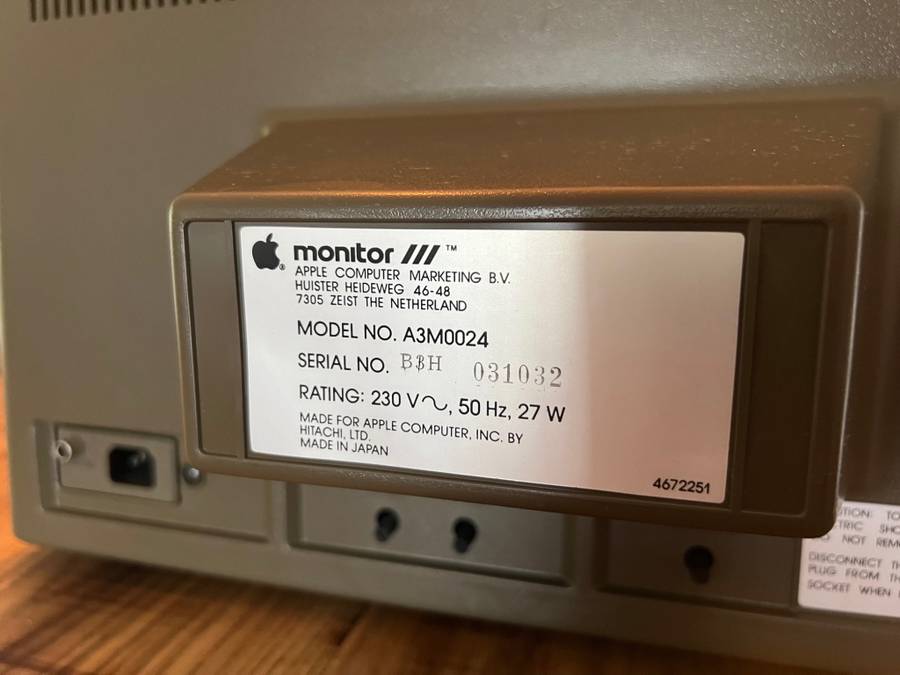 monitor ///™
APPLE COMPUTER MARKETING B.V.
HUISTER HEIDEWEG 46-48
7305 ZEIST THE NETHERLAND
MODEL NO. A3M0024
SERIAL NO. B$H 031032
RATING: 230 V～, 50 Hz, 27 W
MADE FOR APPLE COMPUTER, INC. BY
HITACHI, LTD.
MADE IN JAPAN
4672251
TO
NOT
DISCONNECT
PLUG FROM
SOCKET WHEN